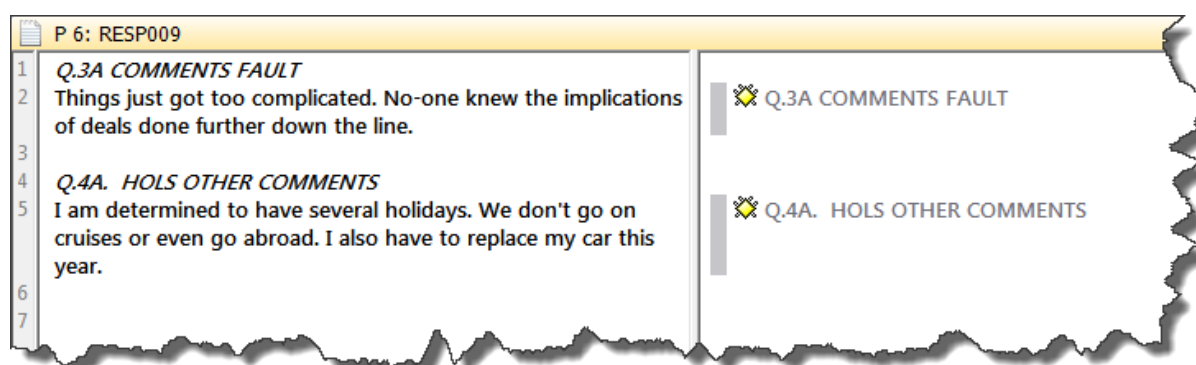 P 6: RESP009
1 Q.3A COMMENTS FAULT
2 Things just got too complicated. No-one knew the implications
of deals done further down the line.
3
4 Q.4A.  HOLS OTHER COMMENTS
5 I am determined to have several holidays. We don't go on
cruises or even go abroad. I also have to replace my car this
year.
6
7
Q.3A COMMENTS FAULT
Q.4A.  HOLS OTHER COMMENTS